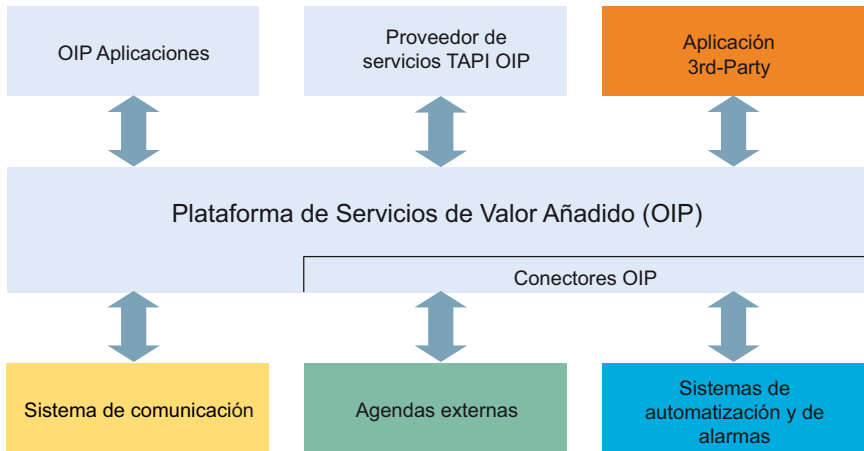 OIP Aplicaciones
Proveedor de
servicios TAPI OIP
Aplicación
3rd-Party
Plataforma de Servicios de Valor Añadido (OIP)
Conectores OIP
Sistema de comunicación
Agendas externas
Sistemas de
automatización y de
alarmas